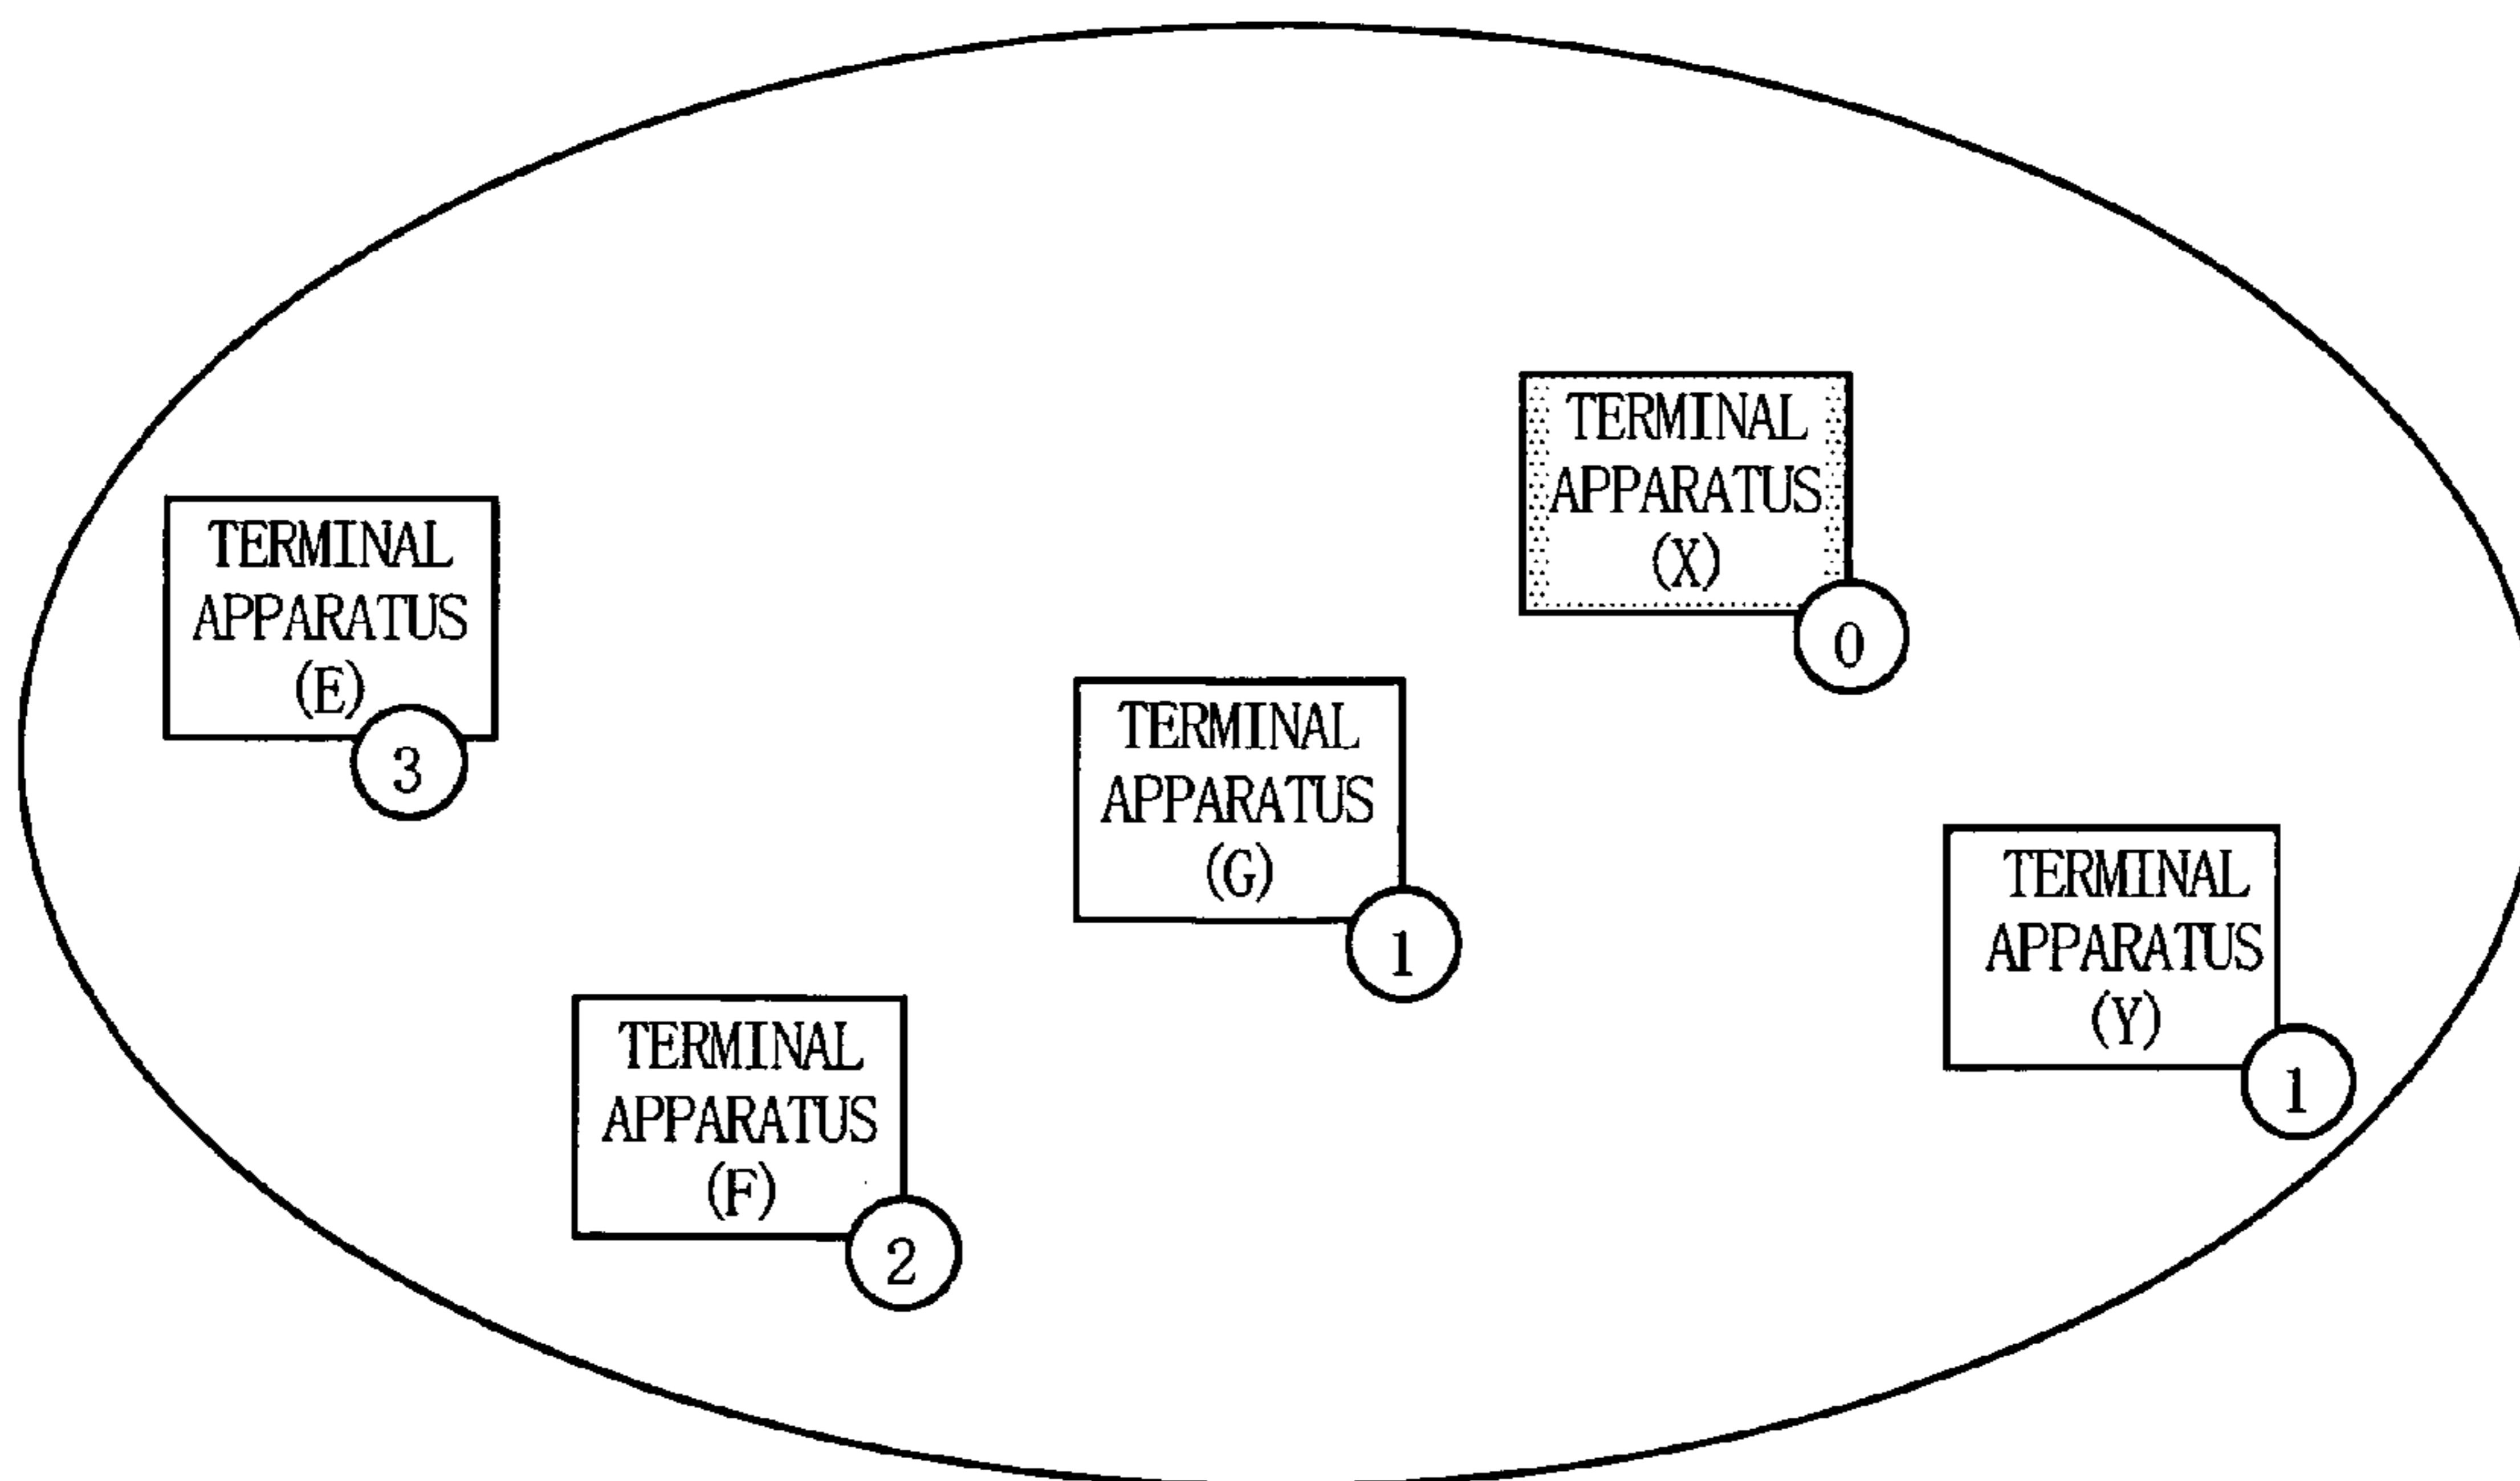 TERMINAL
APPARATUS
(X)
0
TERMINAL
APPARATUS
(E)
3
TERMINAL
APPARATUS
(G)
1
TERMINAL
APPARATUS
(Y)
1
TERMINAL
APPARATUS
(F)
2